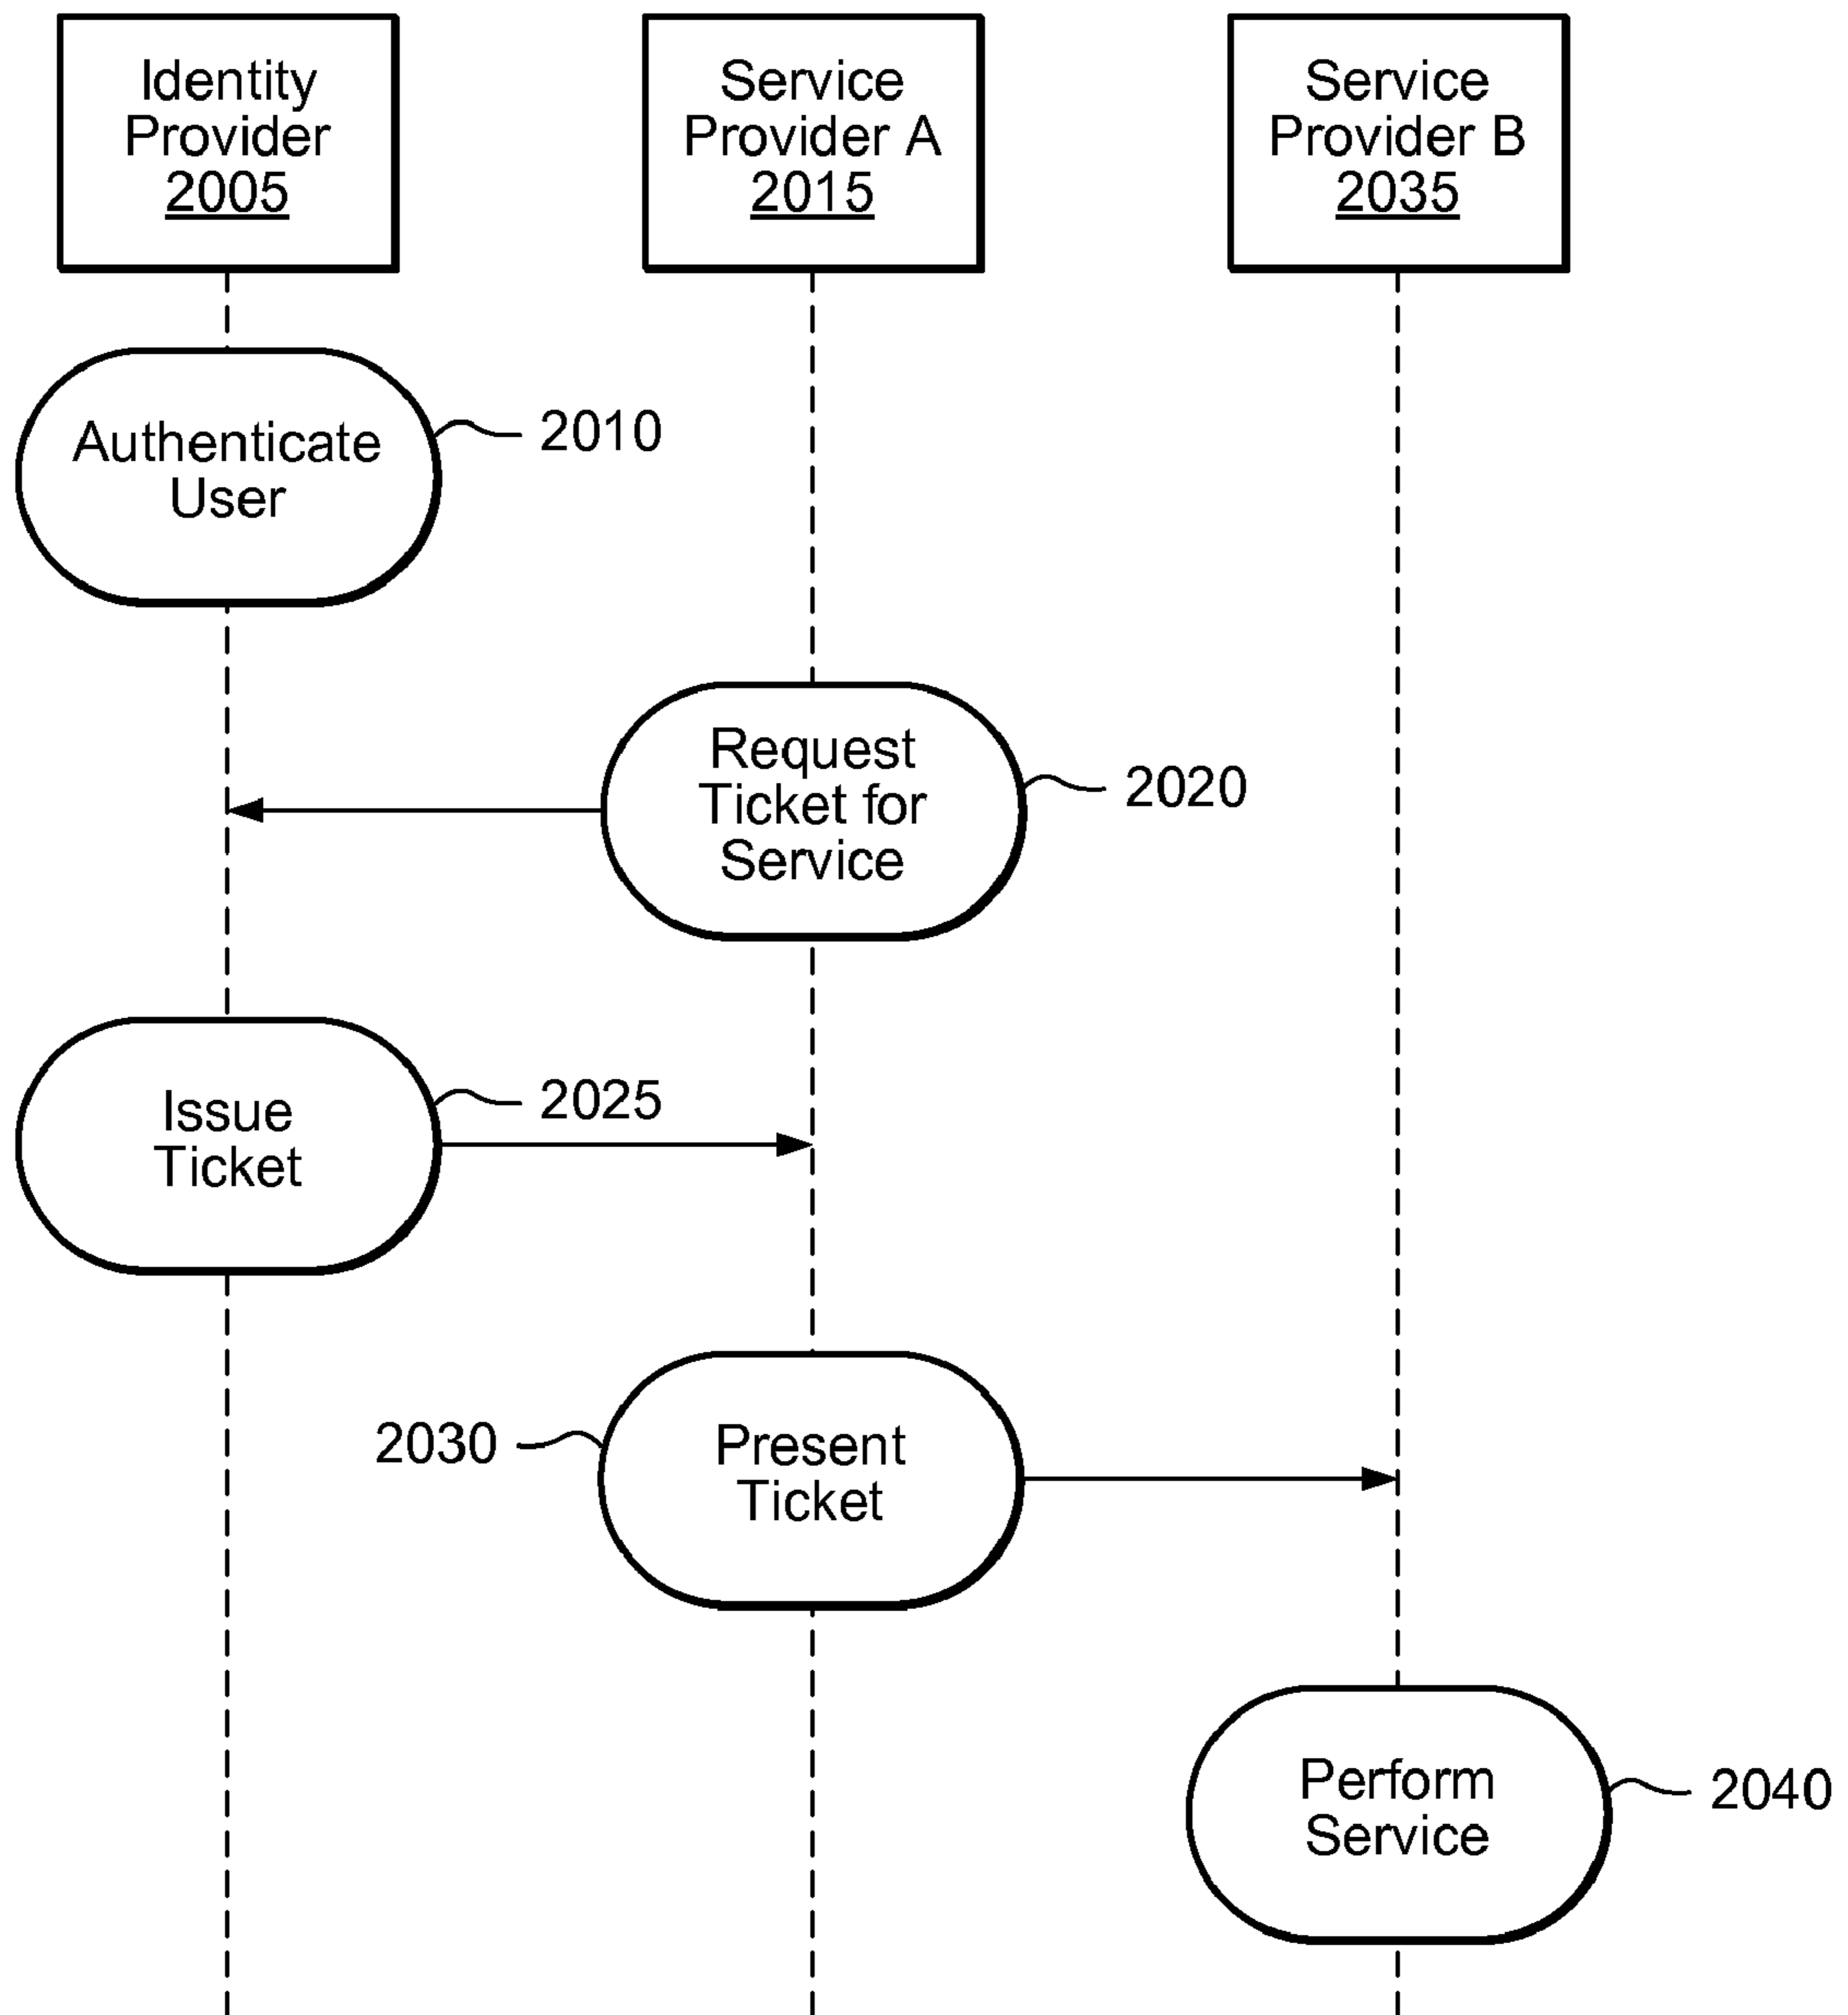 Identity
Provider
2005
Service
Provider A
2015
Service
Provider B
2035
Authenticate
User
2010
Request
Ticket for
Service
2020
Issue
Ticket
2025
2030
Present
Ticket
Perform
Service
2040